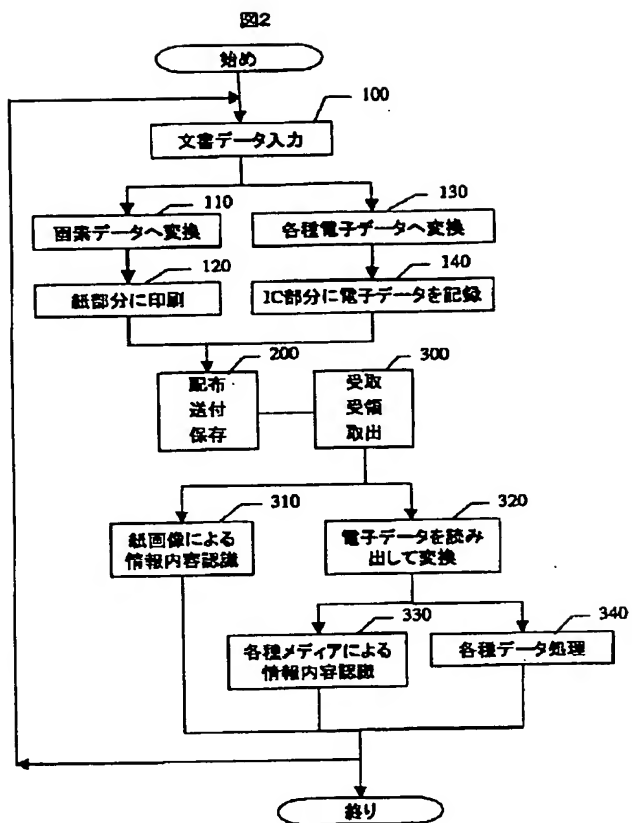 図2
始め
100
文書データ入力
110
画素データへ変換
130
各種電子データへ変換
120
紙部分に印刷
140
IC部分に電子データを記録
200
配布
送付
保存
300
受取
受領
取出
310
紙画像による
情報内容認識
320
電子データを読み
出して変換
330
各種メディアによる
情報内容認識
340
各種データ処理
終り